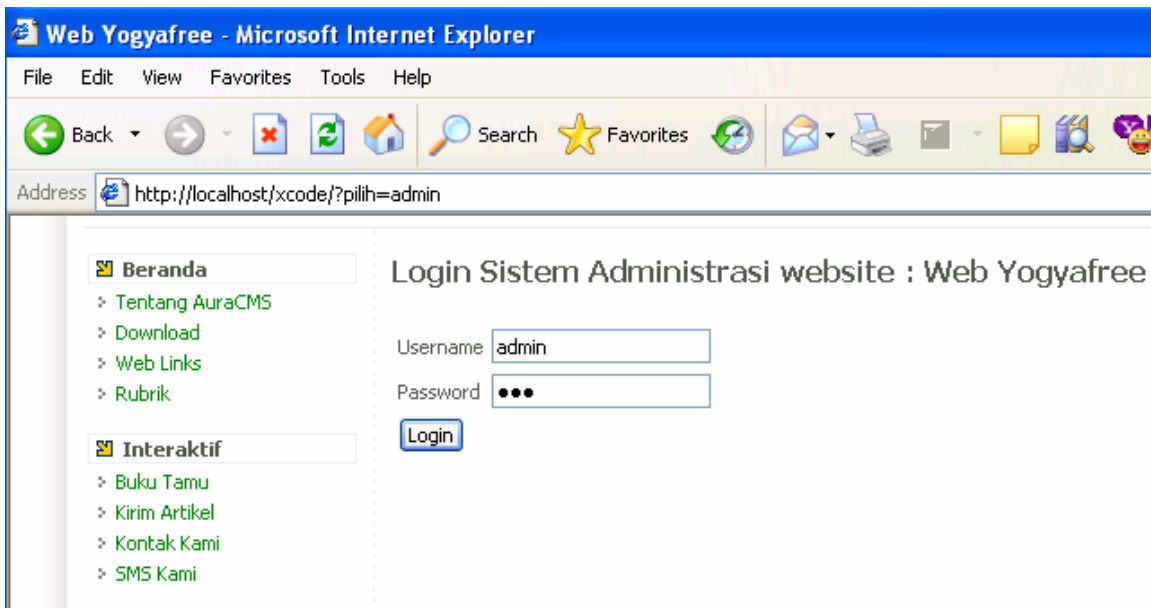 Web Yogyafree - Microsoft Internet Explorer
File Edit View Favorites Tools Help
Back Search Favorites
Address http://localhost/xcode/?pilih=admin
Beranda
Tentang AuraCMS
Download
Web Links
Rubrik
Interaktif
Buku Tamu
Kirim Artikel
Kontak Kami
SMS Kami
Login Sistem Administrasi website : Web Yogyafree
Username admin
Password •••
Login